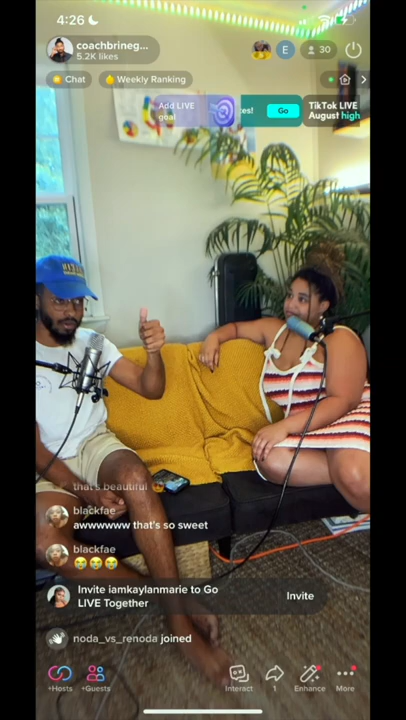 4:26
coachbrineg...
5.2K likes
E
30
Chat
Weekly Ranking
Add LIVE
goal
tes!
Go
TikTok LIVE
August high
that's beautiful
blackfae
awwwwww that's so sweet
blackfae
😭😭😭
Invite iamkaylanmarie to Go
LIVE Together
Invite
noda_vs_renoda joined
+Hosts
+Guests
Interact
1
Enhance
More